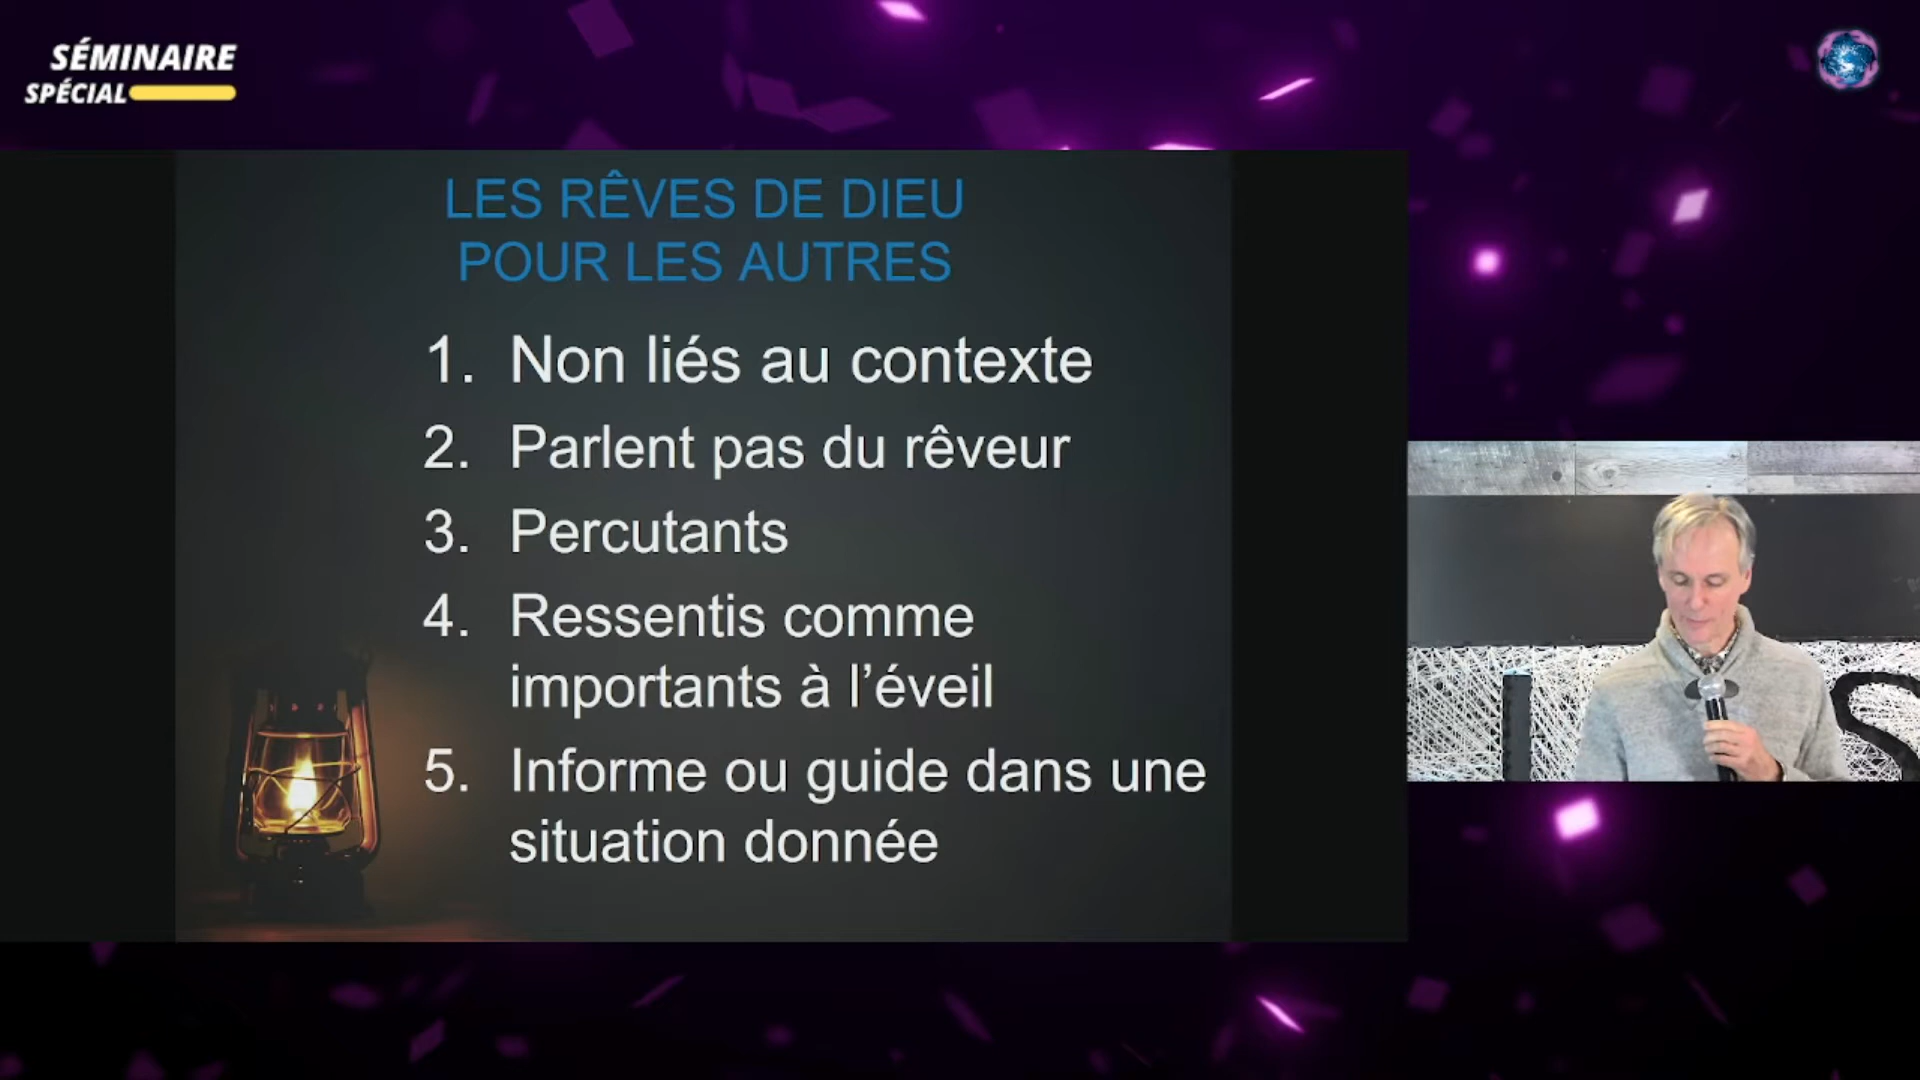 SÉMINAIRE
SPÉCIAL
LES RÊVES DE DIEU
POUR LES AUTRES
1. Non liés au contexte
2. Parlent pas du rêveur
3. Percutants
4. Ressentis comme
importants à l’éveil
5. Informe ou guide dans une
situation donnée